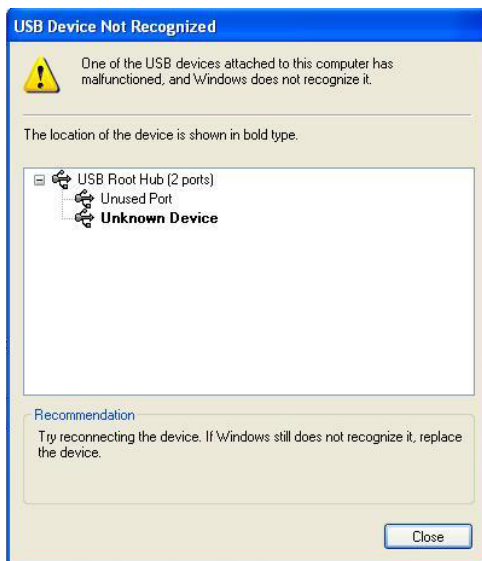 USB Device Not Recognized
One of the USB devices attached to this computer has
malfunctioned, and Windows does not recognize it.
The location of the device is shown in bold type.
USB Root Hub (2 ports)
Unused Port
Unknown Device
Recommendation
Try reconnecting the device. If Windows still does not recognize it, replace
the device.
Close